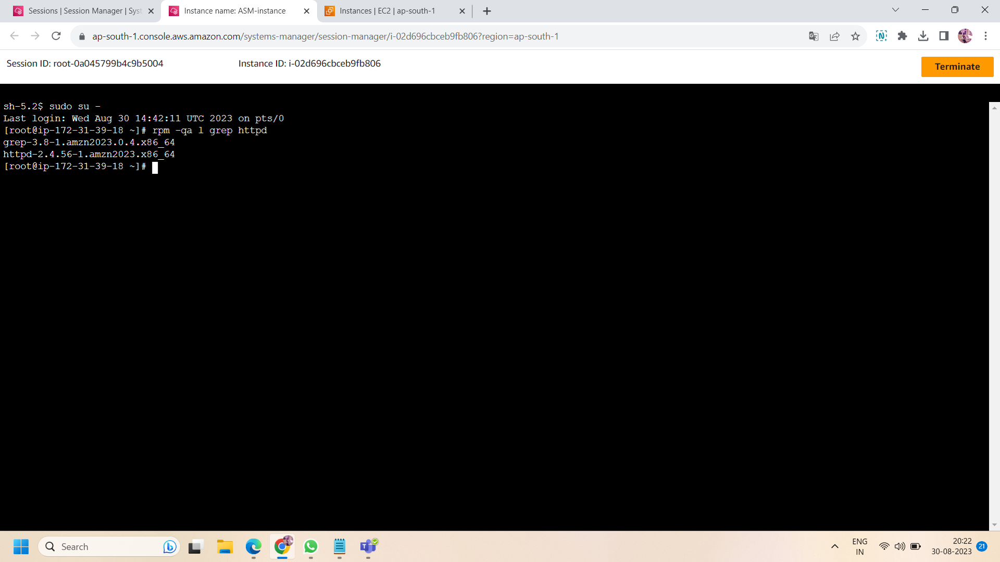 Sessions | Session Manager | Syst
Instance name: ASM-instance
Instances | EC2 | ap-south-1
ap-south-1.console.aws.amazon.com/systems-manager/session-manager/i-02d696cbceb9fb806?region=ap-south-1
Session ID: root-0a045799b4c9b5004
Instance ID: i-02d696cbceb9fb806
Terminate
sh-5.2$ sudo su -
Last login: Wed Aug 30 14:42:11 UTC 2023 on pts/0
[root@ip-172-31-39-18 ~]# rpm -qa l grep httpd
grep-3.8-1.amzn2023.0.4.x86_64
httpd-2.4.56-1.amzn2023.x86_64
[root@ip-172-31-39-18 ~]#
Search
ENG
IN
20:22
30-08-2023
21